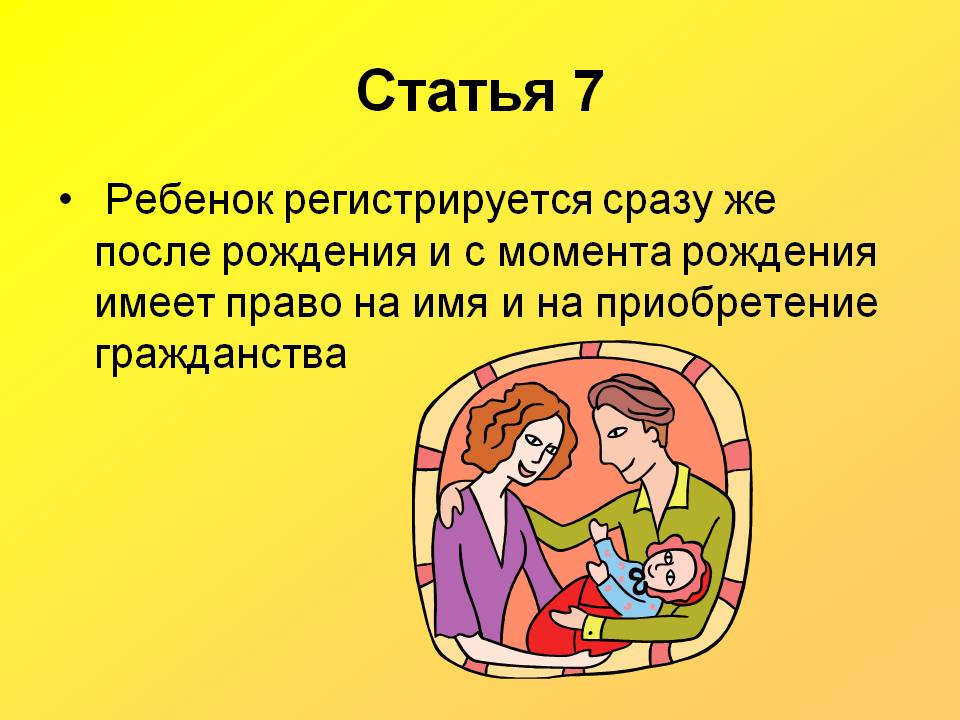 Статья 7
• Ребенок регистрируется сразу же
после рождения и с момента рождения
имеет право на имя и на приобретение
гражданства